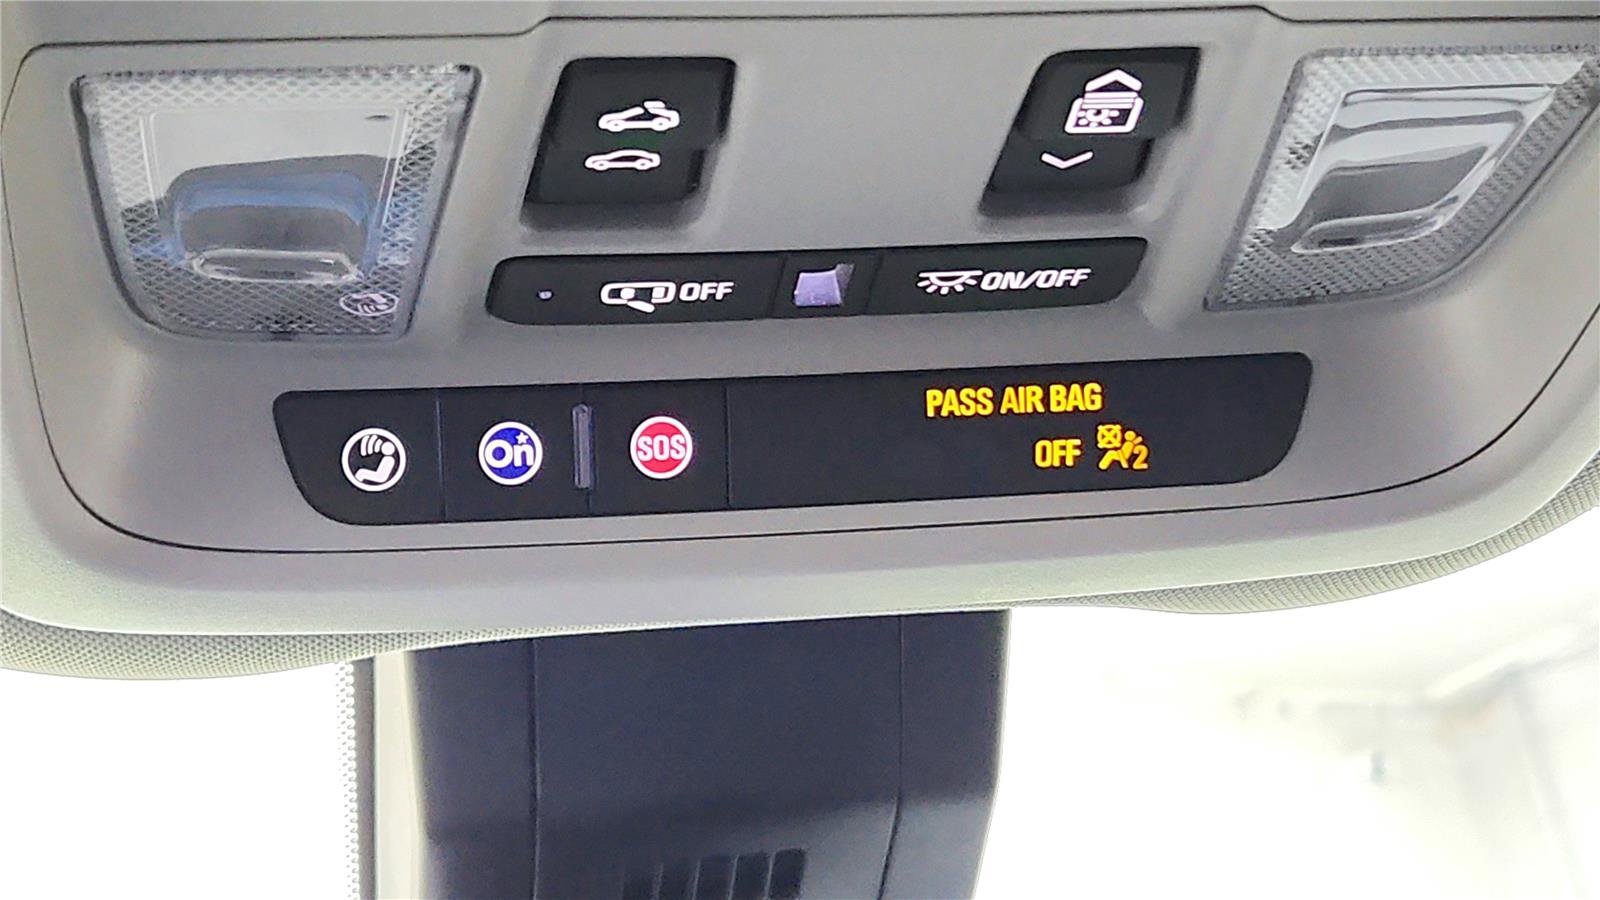 OFF
ON/OFF
On
SOS
PASS AIR BAG
OFF 2